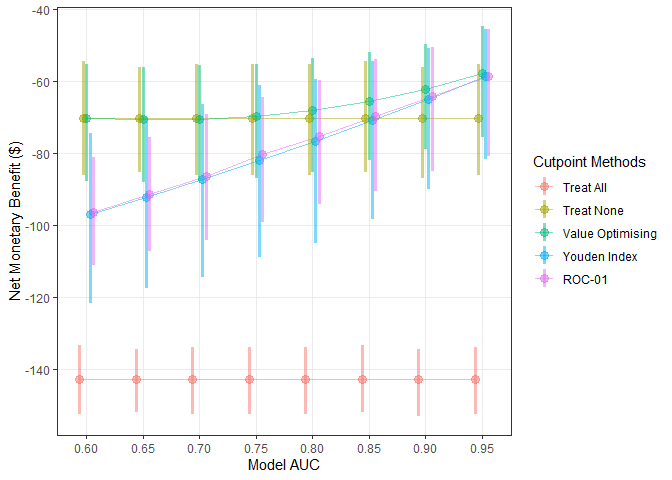 -40
-60
-80
-100
-120
-140
Net Monetary Benefit ($)
0.60 0.65 0.70 0.75 0.80 0.85 0.90 0.95
Model AUC
Cutpoint Methods
Treat All
Treat None
Value Optimising
Youden Index
ROC-01